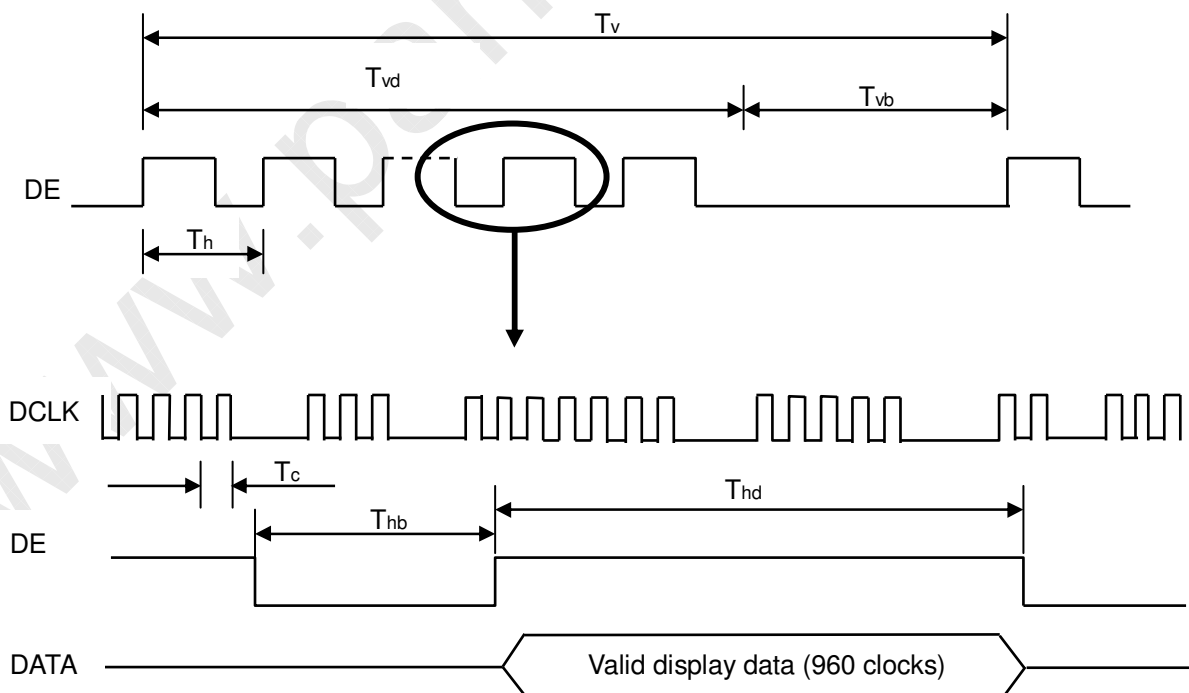 Tv
Tvd
Tvb
DE
Th
DCLK
Tc
Thd
Thb
DE
DATA
Valid display data (960 clocks)